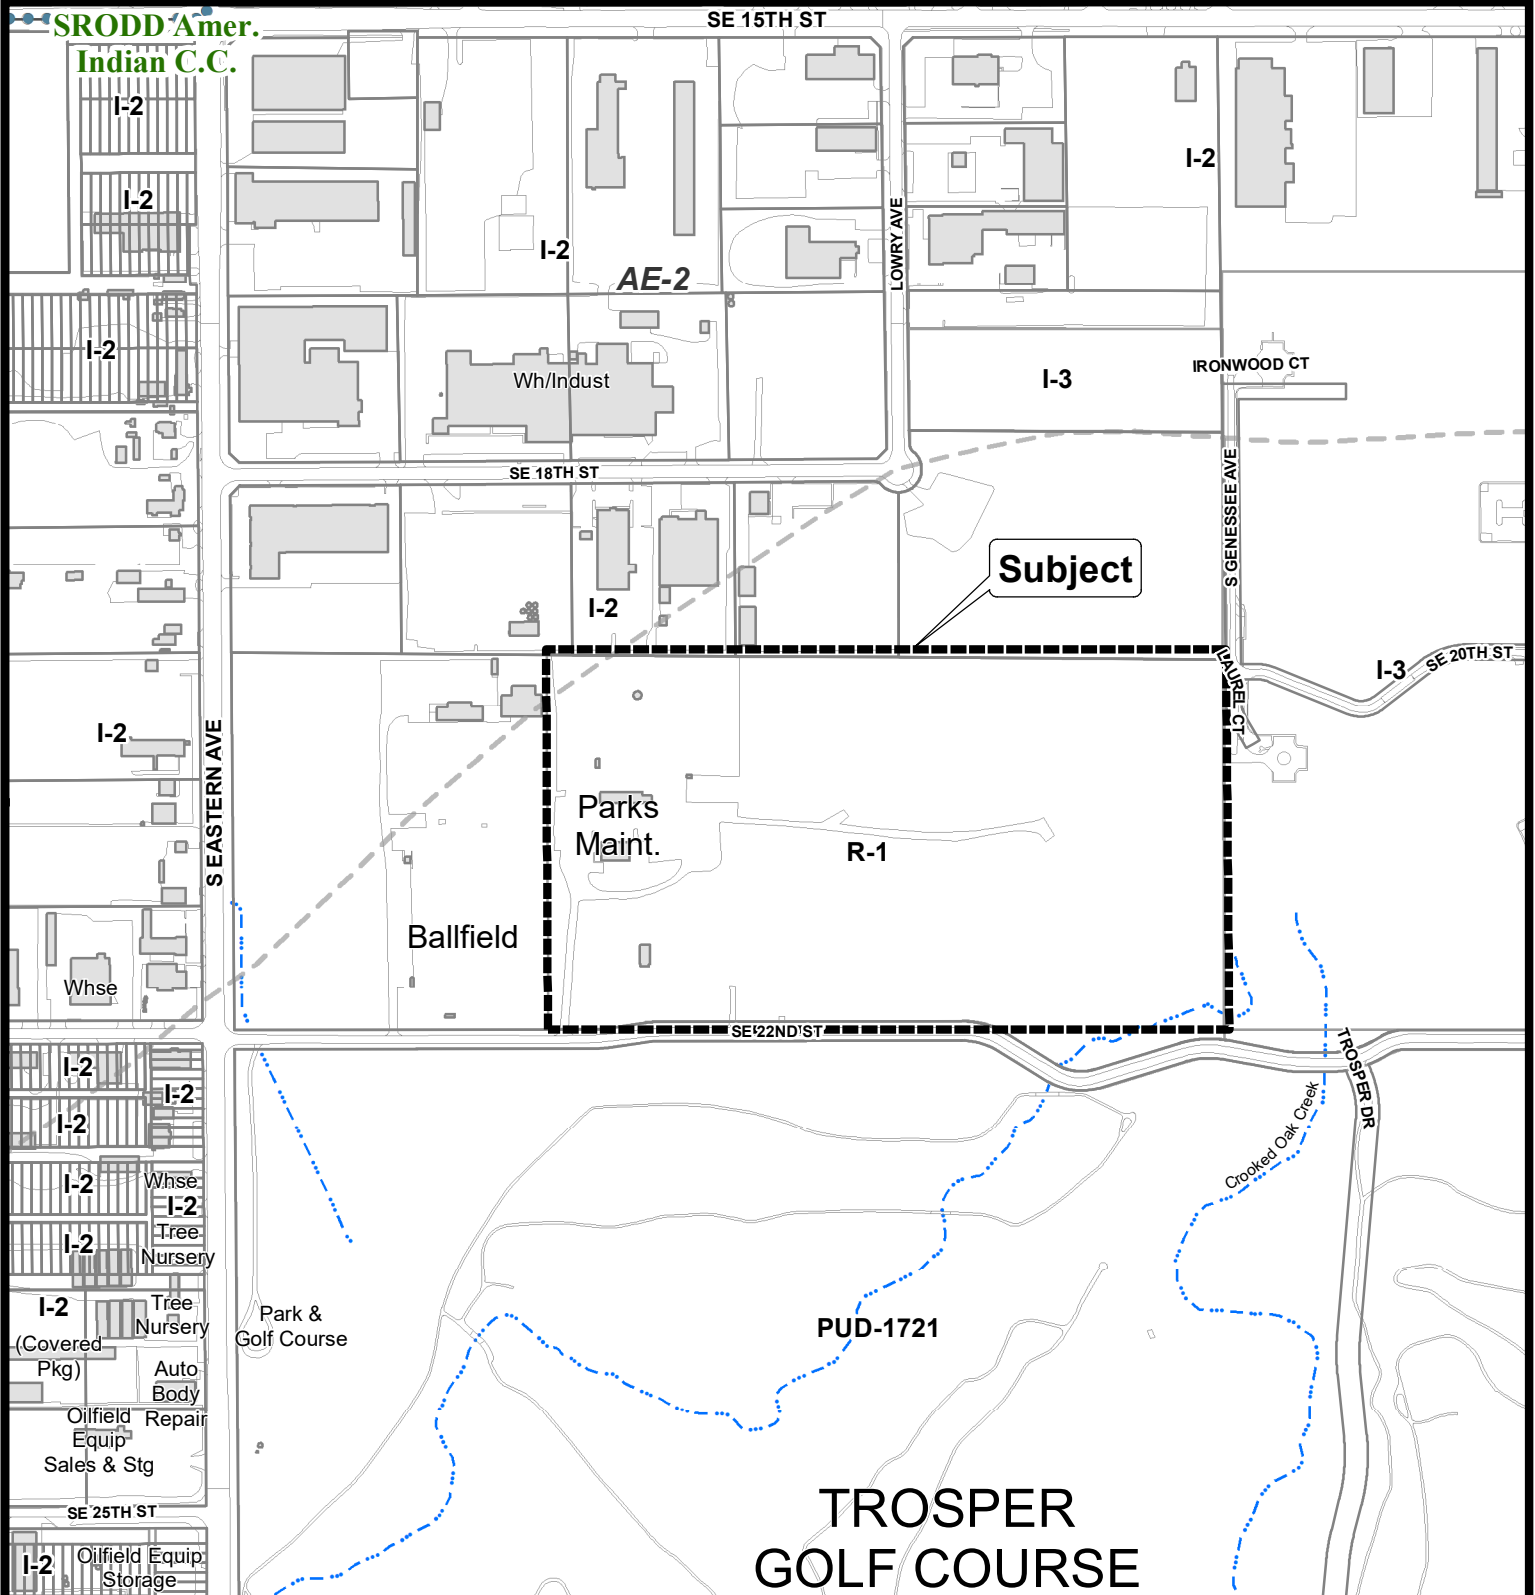 SE 15TH ST
SRODD Amer.
Indian C.C.
I-2
I-2
I-2
I-2
LOWRY AVE
AE-2
I-2
IRONWOOD CT
Wh/Indust
I-3
SE 18TH ST
S GENESSEE AVE
Subject
I-2
LAUREL CT
I-3
SE 20TH ST
I-2
S EASTERN AVE
Parks
Maint.
R-1
Ballfield
Whse
SE 22ND ST
TROSPER DR
I-2
I-2
I-2
Crooked Oak Creek
I-2
Whse
I-2
I-2
Tree
Nursery
I-2
(Covered
Pkg)
Tree
Nursery
Park &
Golf Course
PUD-1721
Auto
Body
Repair
Oilfield
Equip
Sales & Stg
SE 25TH ST
TROSPER
GOLF COURSE
I-2
Oilfield Equip
Storage